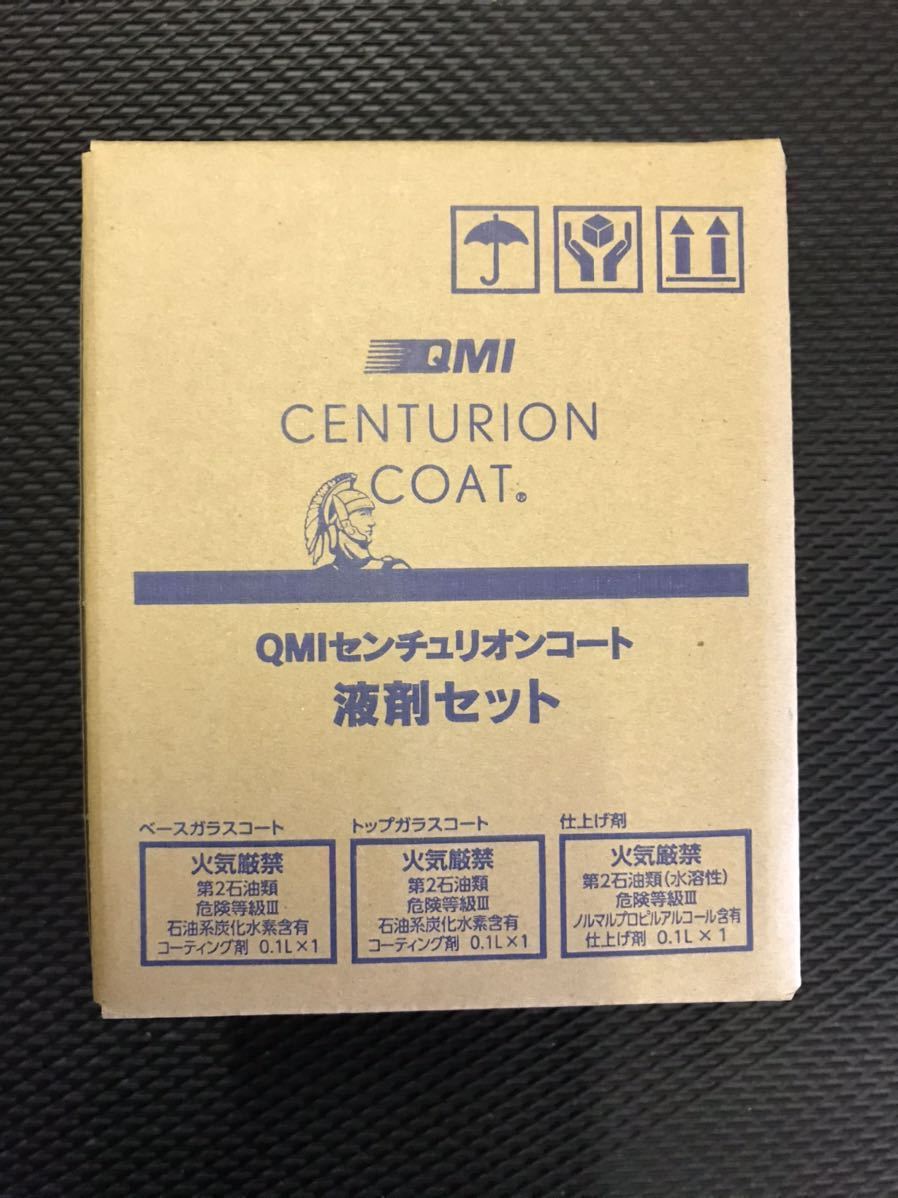 QMI
CENTURION
COAT®
QMIセンチュリオンコート
液剤セット
ベースガラスコート
火気厳禁
第2石油類
危険等級Ⅲ
石油系炭化水素含有
コーティング剤 0.1L×1
トップガラスコート
火気厳禁
第2石油類
危険等級Ⅲ
石油系炭化水素含有
コーティング剤 0.1L×1
仕上げ剤
火気厳禁
第2石油類(水溶性)
危険等級Ⅲ
ノルマルプロピルアルコール含有
仕上げ剤 0.1L×1